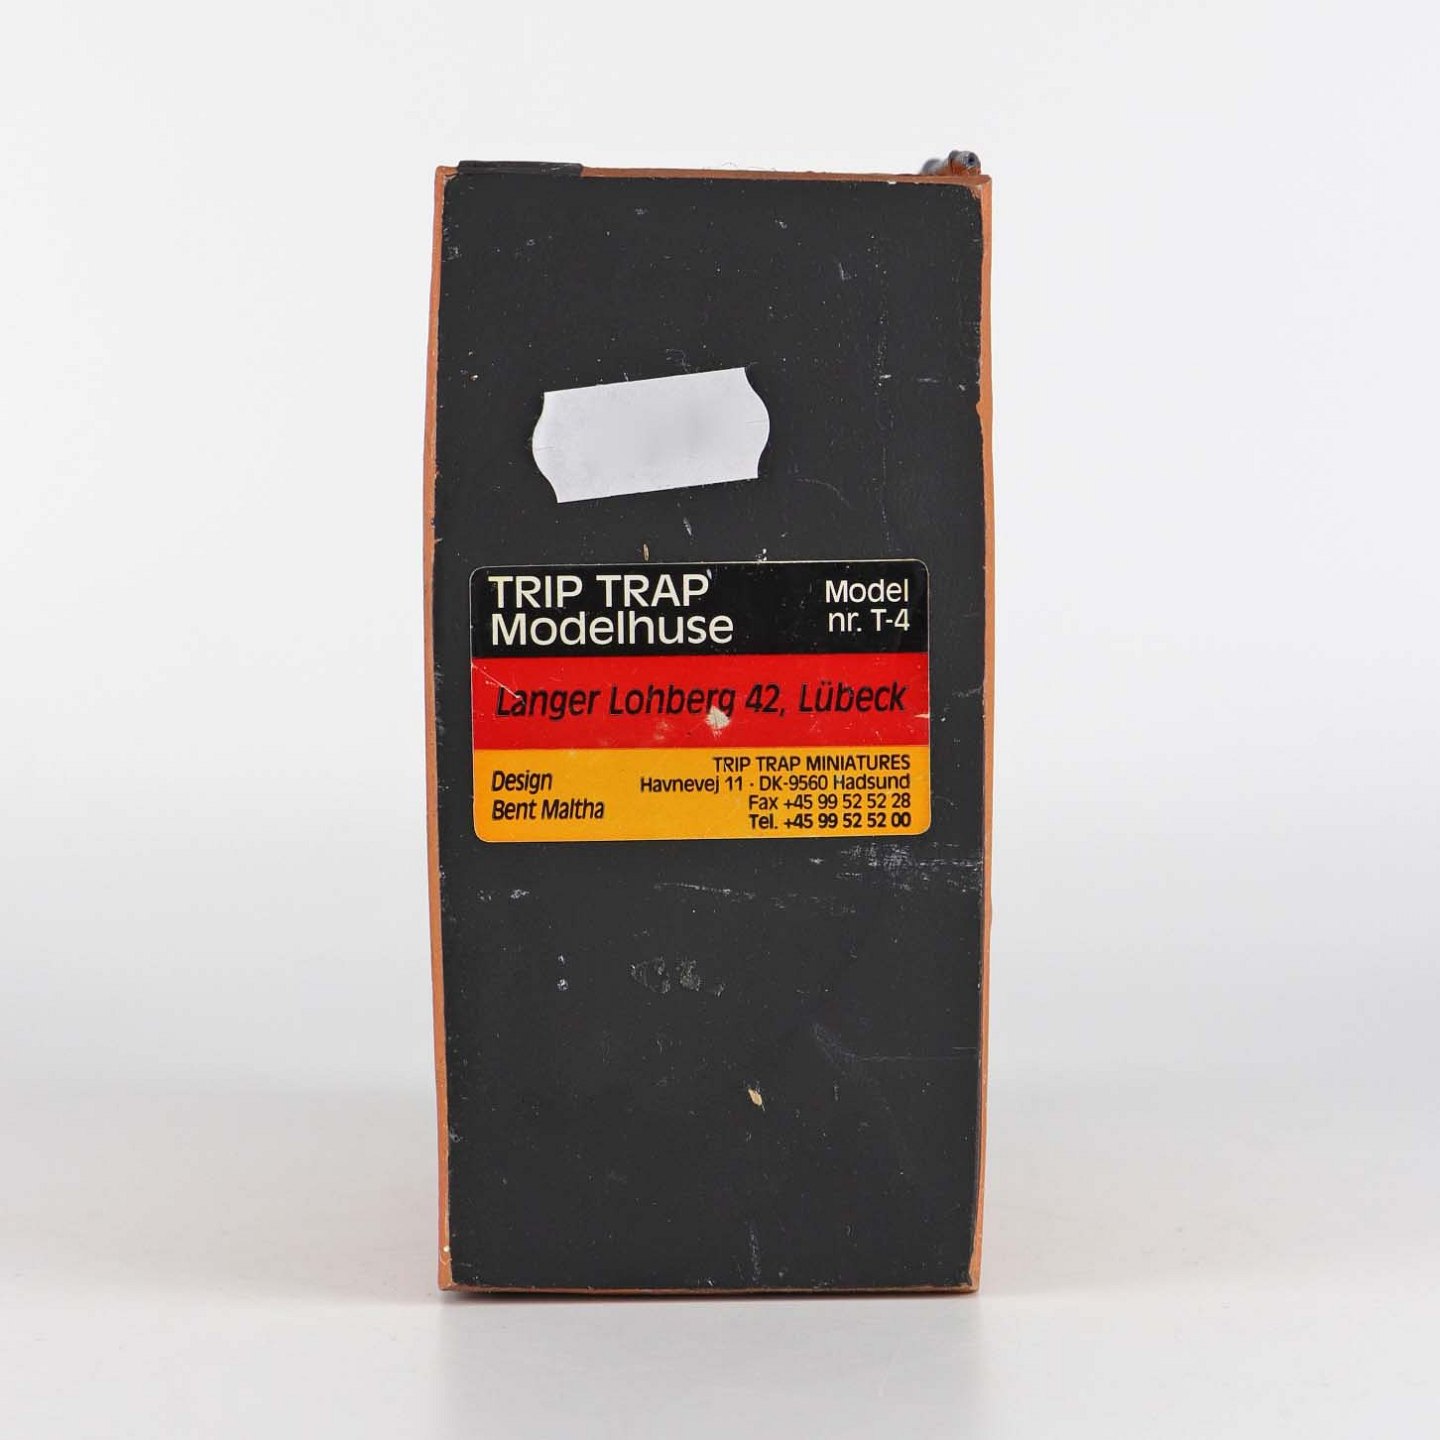 TRIP TRAP
Modelhuse
Model
nr. T-4
Langer Lohberg 42, Lübeck
Design
Bent Maltha
TRIP TRAP MINIATURES
Havnevej 11 · DK-9560 Hadsund
Fax +45 99 52 52 28
Tel. +45 99 52 52 00